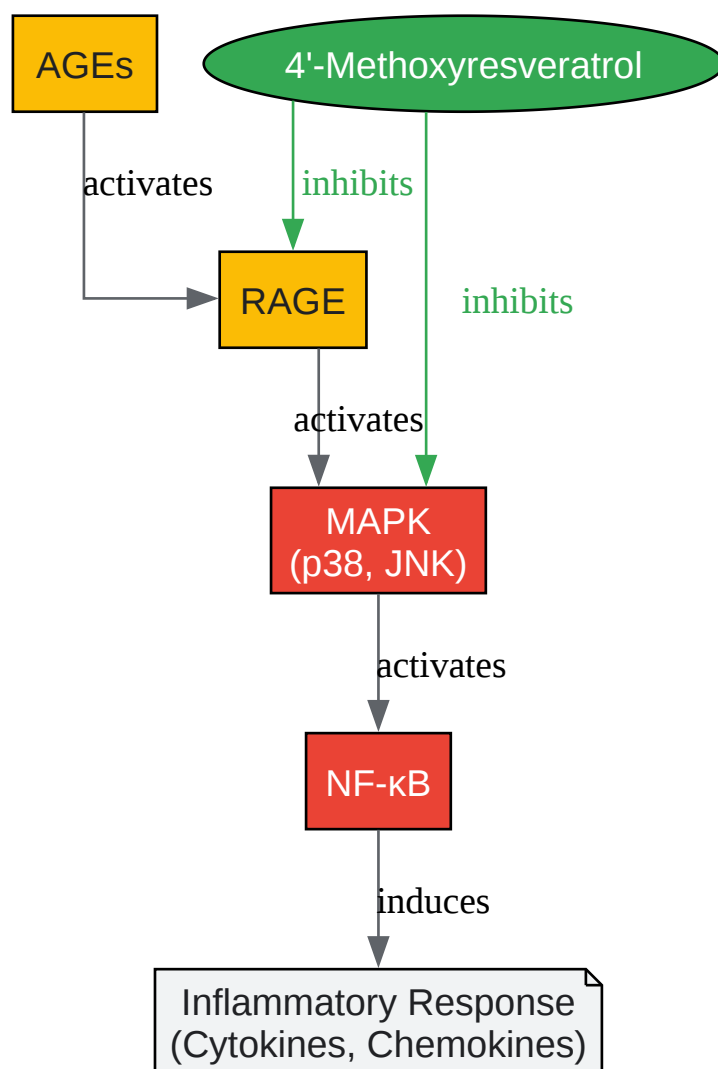 AGEs
4'-Methoxyresveratrol
activates
inhibits
RAGE
inhibits
activates
MAPK
(p38, JNK)
activates
NF-κB
induces
Inflammatory Response
(Cytokines, Chemokines)